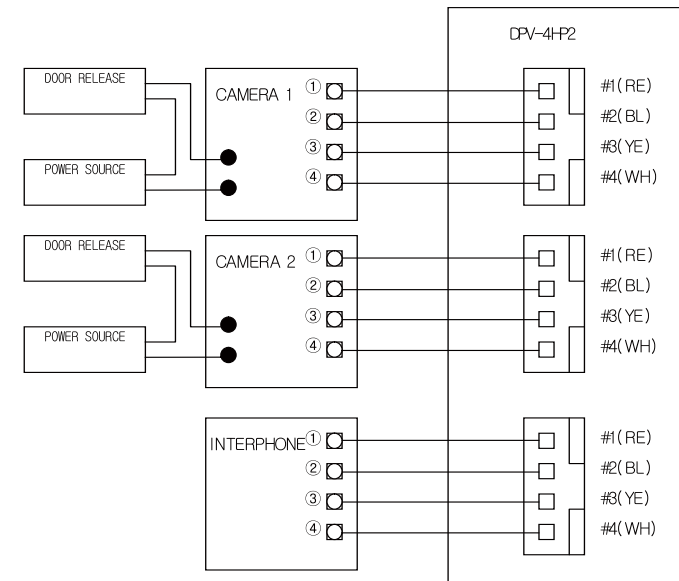 DPV-4HP2
DOOR RELEASE
POWER SOURCE
CAMERA 1
①
②
③
④
#1(RE)
#2(BL)
#3(YE)
#4(WH)
DOOR RELEASE
POWER SOURCE
CAMERA 2
①
②
③
④
#1(RE)
#2(BL)
#3(YE)
#4(WH)
INTERPHONE
①
②
③
④
#1(RE)
#2(BL)
#3(YE)
#4(WH)